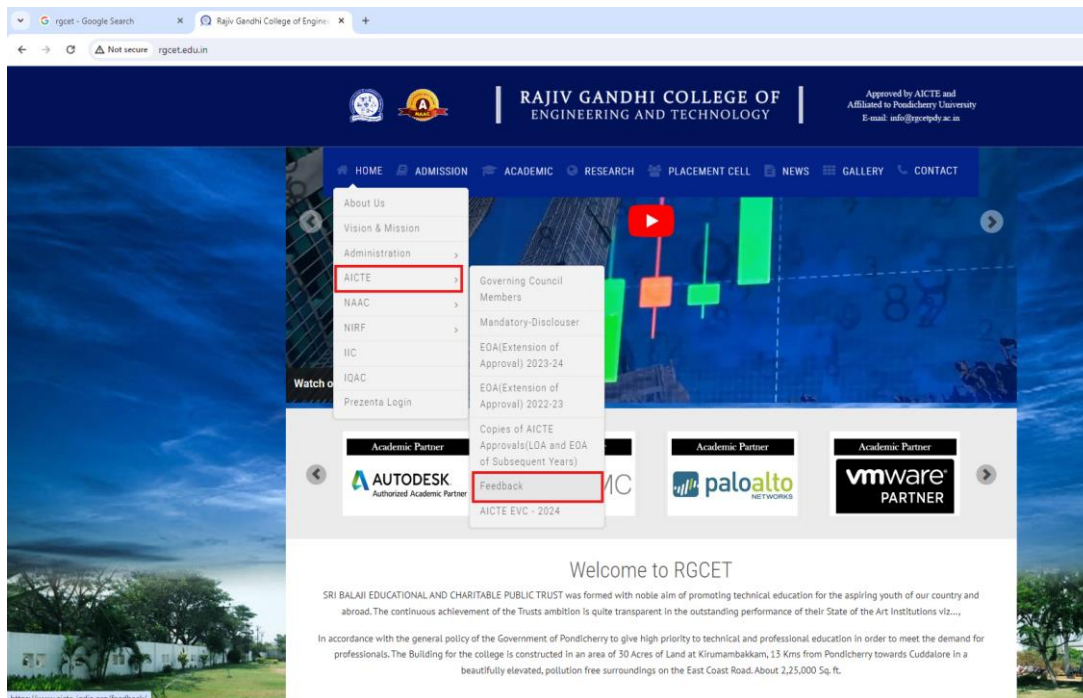 rgcet - Google Search
Rajiv Gandhi College of Engine
Not secure rgcet.edu.in
RAJIV GANDHI COLLEGE OF
ENGINEERING AND TECHNOLOGY
Approved by AICTE and
Affiliated to Pondicherry University
E-mail: info@rgcetpdy.ac.in
HOME ADMISSION ACADEMIC RESEARCH PLACEMENT CELL NEWS GALLERY CONTACT
About Us
Vision & Mission
Administration
AICTE
NAAC
NIRF
IIC
IQAC
Prezenta Login
Governing Council
Members
Mandatory-Disclouser
EOA(Extension of
Approval) 2023-24
EOA(Extension of
Approval) 2022-23
Copies of AICTE
Approvals(LOA and EOA
of Subsequent Years)
Feedback
AICTE EVC - 2024
Watch o
Academic Partner
AUTODESK
Authorized Academic Partner
MC
Academic Partner
paloalto
NETWORKS
Academic Partner
vmware
PARTNER
Welcome to RGCET
SRI BALAJI EDUCATIONAL AND CHARITABLE PUBLIC TRUST was formed with noble aim of promoting technical education for the aspiring youth of our country and
abroad. The continuous achievement of the Trusts ambition is quite transparent in the outstanding performance of their State of the Art Institutions viz...,
In accordance with the general policy of the Government of Pondicherry to give high priority to technical and professional education in order to meet the demand for
professionals. The Building for the college is constructed in an area of 30 Acres of Land at Kirumambakkam, 13 Kms from Pondicherry towards Cuddalore in a
beautifully elevated, pollution free surroundings on the East Coast Road. About 2,25,000 Sq. ft.